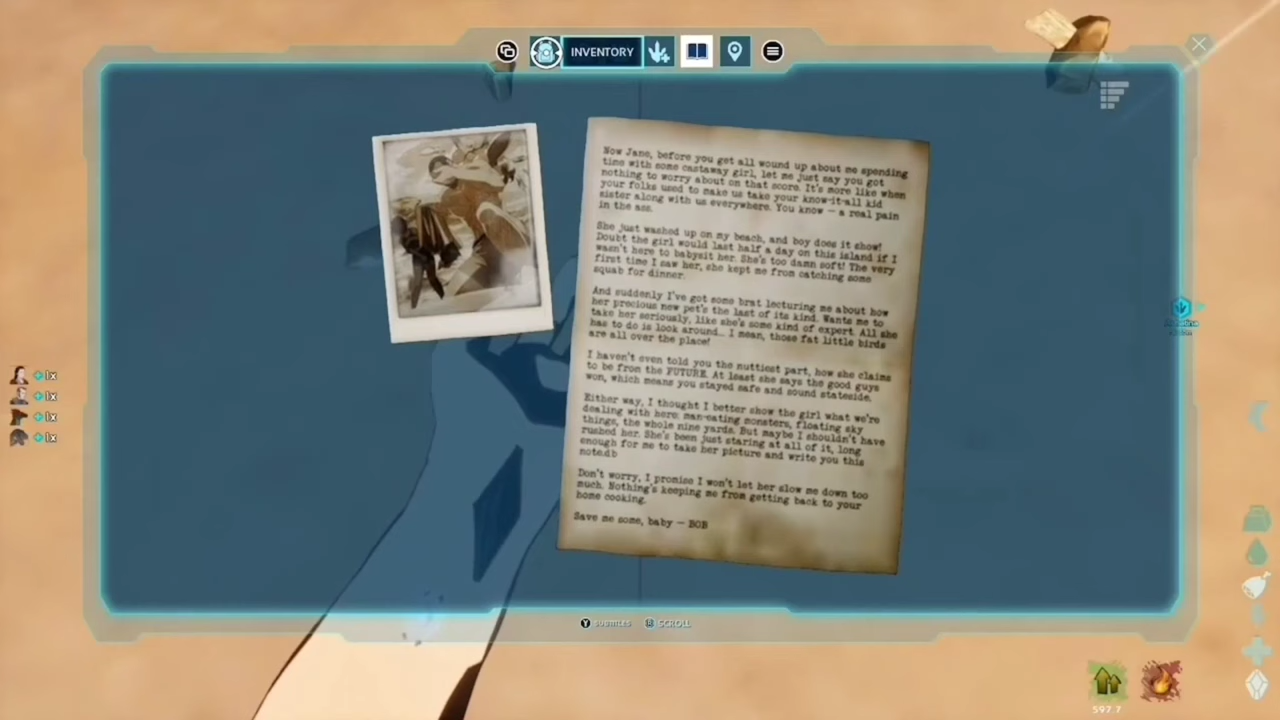 INVENTORY
Now Jane, before you get all wound up about me spending
time with some castaway girl, let me just say you got
nothing to worry about on that score. It's more like when
your folks used to make us take your know-it-all kid
sister along with us everywhere. You know — a real pain
in the ass.
She just washed up on my beach, and boy does it show!
Doubt the girl would last half a day on this island if I
wasn't here to babysit her. She's too damn soft! The very
first time I saw her, she kept me from catching some
squab for dinner.
And suddenly I've got some brat lecturing me about how
her precious new pet's the last of its kind. Wants me to
take her seriously, like she's some kind of expert. All she
has to do is look around... I mean, those fat little birds
are all over the place!
I haven't even told you the nuttiest part, how she claims
to be from the FUTURE. At least she says the good guys
won, which means you stayed safe and sound stateside.
Either way, I thought I better show the girl what we're
dealing with here: man-eating monsters, floating sky
things, the whole nine yards. But maybe I shouldn't have
rushed her. She's been just staring at all of it, long
enough for me to take her picture and write you this
note.db
Don't worry, I promise I won't let her slow me down too
much. Nothing's keeping me from getting back to your
home cooking.
Save me some, baby — BOB
1x
1x
1x
1x
Y SUBTITLES
R SCROLL
597.7